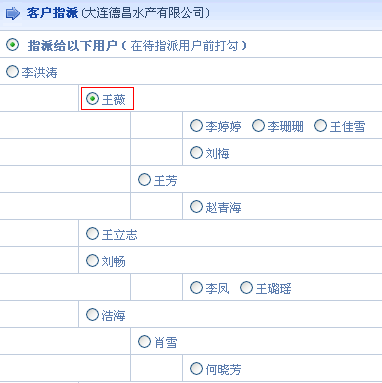 客户指派(大连德昌水产有限公司)
指派给以下用户(在待指派用户前打勾)
李洪涛
王薇
李婷婷 李珊珊 王佳雪
刘梅
王芳
赵春海
王立志
刘畅
李凤 王璐瑶
浩海
肖雪
何晓芳